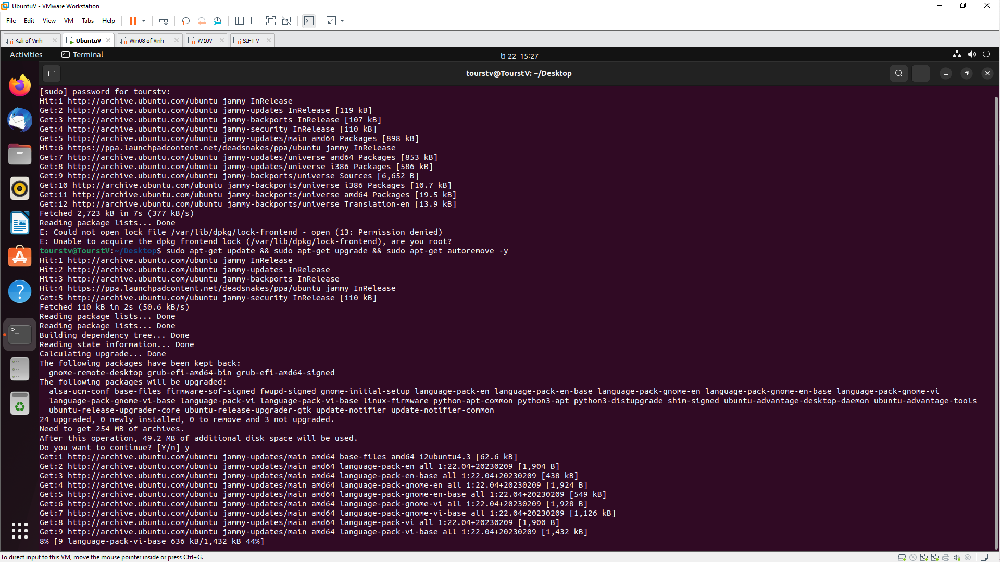 UbuntuV - VMware Workstation
File Edit View VM Tabs Help
Kali of Vinh UbuntuV Win08 of Vinh W10V SIFT V
Activities Terminal 22 15:27
tourstv@TourstV: ~/Desktop
[sudo] password for tourstv:
Hit:1 http://archive.ubuntu.com/ubuntu jammy InRelease
Get:2 http://archive.ubuntu.com/ubuntu jammy-updates InRelease [119 kB]
Get:3 http://archive.ubuntu.com/ubuntu jammy-backports InRelease [107 kB]
Get:4 http://archive.ubuntu.com/ubuntu jammy-security InRelease [110 kB]
Get:5 http://archive.ubuntu.com/ubuntu jammy-updates/main amd64 Packages [898 kB]
Hit:6 https://ppa.launchpadcontent.net/deadsnakes/ppa/ubuntu jammy InRelease
Get:7 http://archive.ubuntu.com/ubuntu jammy-updates/universe amd64 Packages [853 kB]
Get:8 http://archive.ubuntu.com/ubuntu jammy-updates/universe i386 Packages [586 kB]
Get:9 http://archive.ubuntu.com/ubuntu jammy-backports/universe Sources [6,652 B]
Get:10 http://archive.ubuntu.com/ubuntu jammy-backports/universe i386 Packages [10.7 kB]
Get:11 http://archive.ubuntu.com/ubuntu jammy-backports/universe amd64 Packages [19.5 kB]
Get:12 http://archive.ubuntu.com/ubuntu jammy-backports/universe Translation-en [13.9 kB]
Fetched 2,723 kB in 7s (377 kB/s)
Reading package lists... Done
E: Could not open lock file /var/lib/dpkg/lock-frontend - open (13: Permission denied)
E: Unable to acquire the dpkg frontend lock (/var/lib/dpkg/lock-frontend), are you root?
tourstv@TourstV:~/Desktop$ sudo apt-get update && sudo apt-get upgrade && sudo apt-get autoremove -y
Hit:1 http://archive.ubuntu.com/ubuntu jammy InRelease
Hit:2 http://archive.ubuntu.com/ubuntu jammy-updates InRelease
Hit:3 http://archive.ubuntu.com/ubuntu jammy-backports InRelease
Hit:4 https://ppa.launchpadcontent.net/deadsnakes/ppa/ubuntu jammy InRelease
Get:5 http://archive.ubuntu.com/ubuntu jammy-security InRelease [110 kB]
Fetched 110 kB in 2s (50.6 kB/s)
Reading package lists... Done
Reading package lists... Done
Building dependency tree... Done
Reading state information... Done
Calculating upgrade... Done
The following packages have been kept back:
gnome-remote-desktop grub-efi-amd64-bin grub-efi-amd64-signed
The following packages will be upgraded:
alsa-ucm-conf base-files firmware-sof-signed fwupd-signed gnome-initial-setup language-pack-en language-pack-en-base language-pack-gnome-en language-pack-gnome-en-base language-pack-gnome-vi
language-pack-gnome-vi-base language-pack-vi language-pack-vi-base linux-firmware python-apt-common python3-apt python3-distupgrade shim-signed ubuntu-advantage-desktop-daemon ubuntu-advantage-tools
ubuntu-release-upgrader-core ubuntu-release-upgrader-gtk update-notifier update-notifier-common
24 upgraded, 0 newly installed, 0 to remove and 3 not upgraded.
Need to get 254 MB of archives.
After this operation, 49.2 MB of additional disk space will be used.
Do you want to continue? [Y/n] y
Get:1 http://archive.ubuntu.com/ubuntu jammy-updates/main amd64 base-files amd64 12ubuntu4.3 [62.6 kB]
Get:2 http://archive.ubuntu.com/ubuntu jammy-updates/main amd64 language-pack-en all 1:22.04+20230209 [1,904 B]
Get:3 http://archive.ubuntu.com/ubuntu jammy-updates/main amd64 language-pack-en-base all 1:22.04+20230209 [438 kB]
Get:4 http://archive.ubuntu.com/ubuntu jammy-updates/main amd64 language-pack-gnome-en all 1:22.04+20230209 [1,924 B]
Get:5 http://archive.ubuntu.com/ubuntu jammy-updates/main amd64 language-pack-gnome-en-base all 1:22.04+20230209 [549 kB]
Get:6 http://archive.ubuntu.com/ubuntu jammy-updates/main amd64 language-pack-gnome-vi all 1:22.04+20230209 [1,928 B]
Get:7 http://archive.ubuntu.com/ubuntu jammy-updates/main amd64 language-pack-gnome-vi-base all 1:22.04+20230209 [1,126 kB]
Get:8 http://archive.ubuntu.com/ubuntu jammy-updates/main amd64 language-pack-vi all 1:22.04+20230209 [1,900 B]
Get:9 http://archive.ubuntu.com/ubuntu jammy-updates/main amd64 language-pack-vi-base all 1:22.04+20230209 [1,432 kB]
8% [9 language-pack-vi-base 636 kB/1,432 kB 44%]
To direct input to this VM, move the mouse pointer inside or press Ctrl+G.